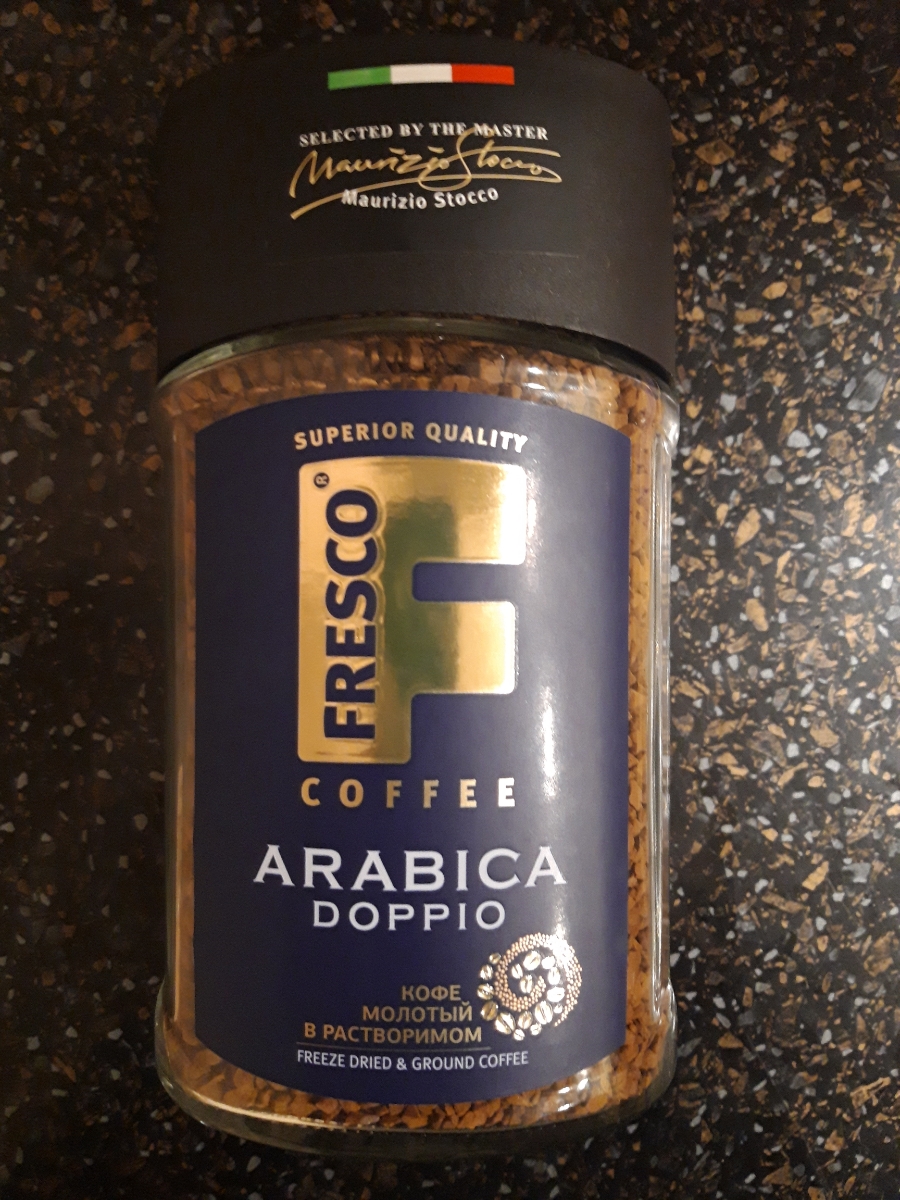 SELECTED BY THE MASTER
Maurizio Stocco
Maurizio Stocco
SUPERIOR QUALITY
FRESCO®
COFFEE
ARABICA
DOPPIO
КОФЕ
МОЛОТЫЙ
В РАСТВОРИМОМ
FREEZE DRIED & GROUND COFFEE